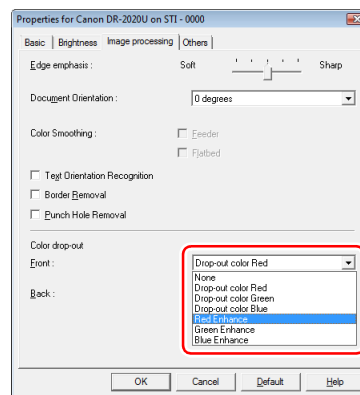 Properties for Canon DR-2020U on STI - 0000
Basic Brightness Image processing Others
Edge emphasis : Soft Sharp
Document Orientation : 0 degrees
Color Smoothing : Feeder
Flatbed
Text Orientation Recognition
Border Removal
Punch Hole Removal
Color drop-out
Front : Drop-out color Red
None
Drop-out color Red
Back : Drop-out color Green
Drop-out color Blue
Red Enhance
Green Enhance
Blue Enhance
OK Cancel Default Help